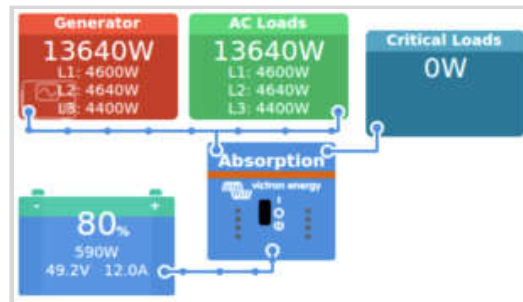 Generator
13640W
L1: 4600W
L2: 4640W
L3: 4400W
AC Loads
13640W
L1: 4600W
L2: 4640W
L3: 4400W
Critical Loads
0W
Absorption
victron energy
I
O
- +
80%
590W
49.2V 12.0A